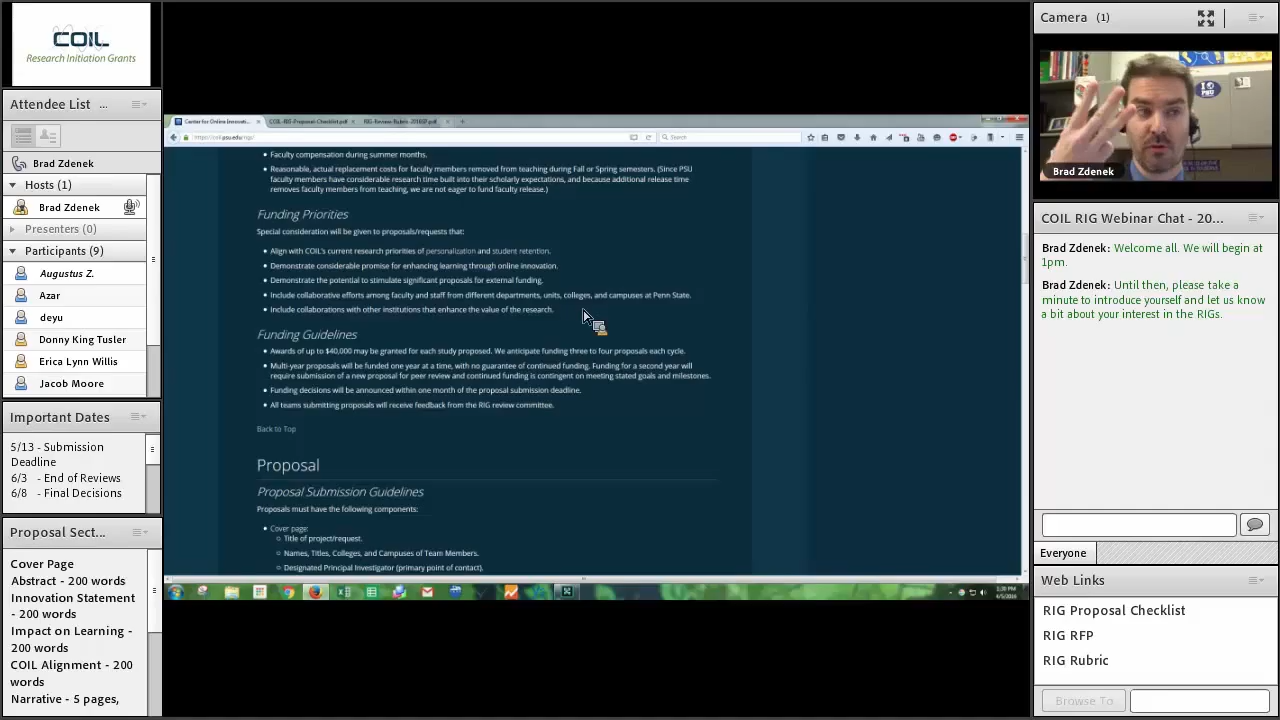 COIL
Research Initiation Grants
Attendee List ...
Brad Zdenek
Hosts (1)
Brad Zdenek
Presenters (0)
Participants (9)
Augustus Z.
Azar
deyu
Donny King Tusler
Erica Lynn Willis
Jacob Moore
Important Dates
5/13 - Submission
Deadline
6/3 - End of Reviews
6/8 - Final Decisions
Proposal Sect...
Cover Page
Abstract - 200 words
Innovation Statement
- 200 words
Impact on Learning -
200 words
COIL Alignment - 200
words
Narrative - 5 pages,
Center for Online Innovati...
COIL-RIG-Proposal-Checklist.pdf
Search
Faculty compensation during summer months.
Reasonable, actual replacement costs for faculty members removed from teaching during Fall or Spring semesters. (Since PSU
faculty members have considerable research time built into their scholarly expectations, and because additional release time
removes faculty members from teaching, we are not eager to fund faculty release.)
Funding Priorities
Special consideration will be given to proposals/requests that:
Align with COIL's current research priorities of personalization and student retention.
Demonstrate considerable promise for enhancing learning through online innovation.
Demonstrate the potential to stimulate significant proposals for external funding.
Include collaborative efforts among faculty and staff from different departments, units, colleges, and campuses at Penn State.
Include collaborations with other institutions that enhance the value of the research.
Funding Guidelines
Awards of up to $40,000 may be granted for each study proposed. We anticipate funding three to four proposals each cycle.
Multi-year proposals will be funded one year at a time, with no guarantee of continued funding. Funding for a second year will
require submission of a new proposal for peer review and continued funding is contingent on meeting stated goals and milestones.
Funding decisions will be announced within one month of the proposal submission deadline.
All teams submitting proposals will receive feedback from the RIG review committee.
Back to Top
Proposal
Proposal Submission Guidelines
Proposals must have the following components:
Cover page:
Title of project/request.
Names, Titles, Colleges, and Campuses of Team Members.
Designated Principal Investigator (primary point of contact).
Camera (1)
Brad Zdenek
COIL RIG Webinar Chat - 20...
Brad Zdenek: Welcome all. We will begin at
1pm.
Brad Zdenek: Until then, please take a
minute to introduce yourself and let us know
a bit about your interest in the RIGs.
Everyone
Web Links
RIG Proposal Checklist
RIG RFP
RIG Rubric
Browse To